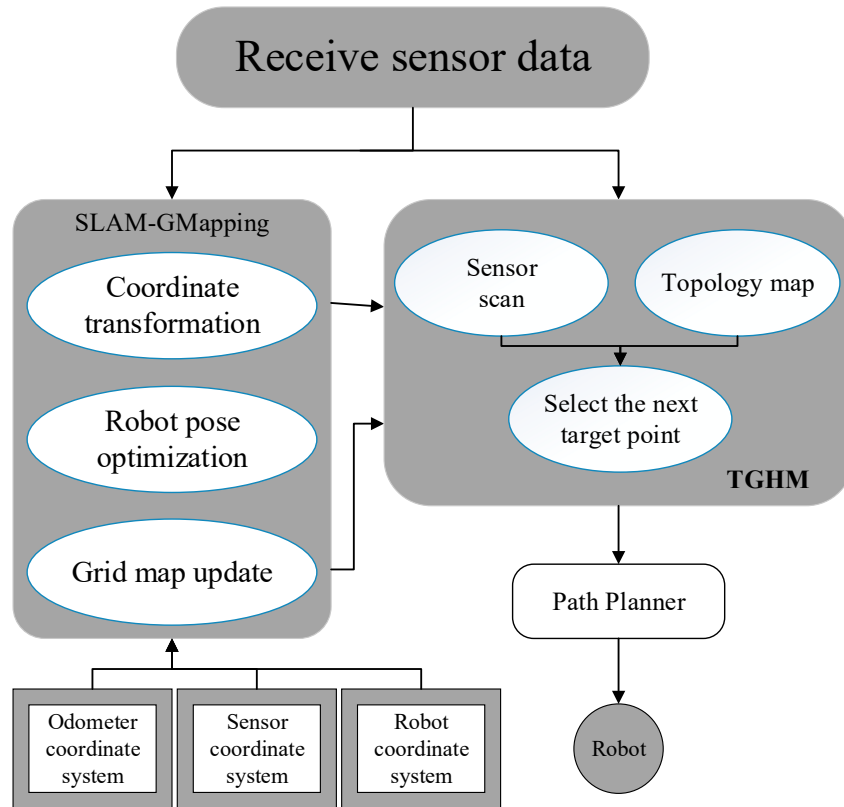 Receive sensor data
SLAM-GMapping
Coordinate
transformation
Robot pose
optimization
Grid map update
Sensor
scan
Topology map
Select the next
target point
TGHM
Path Planner
Robot
Odometer
coordinate
system
Sensor
coordinate
system
Robot
coordinate
system